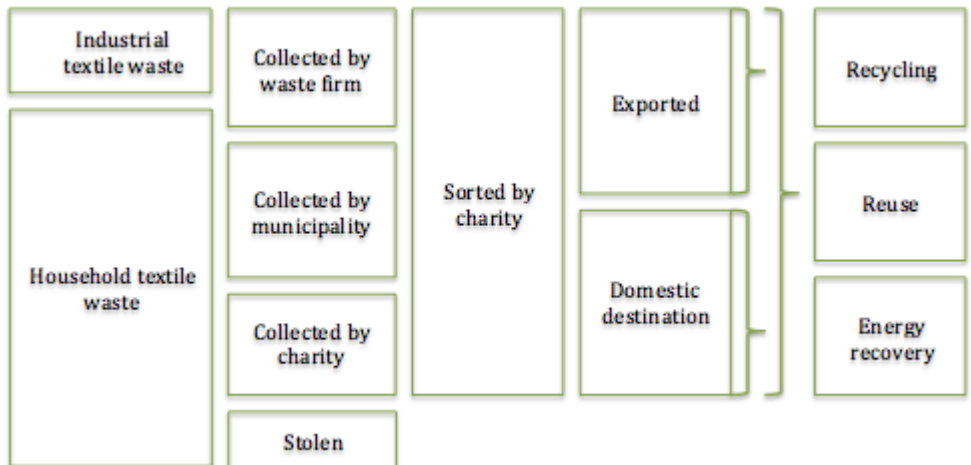 Industrial
textile waste
Household textile
waste
Collected by
waste firm
Collected by
municipality
Collected by
charity
Stolen
Sorted by
charity
Exported
Domestic
destination
Recycling
Reuse
Energy
recovery